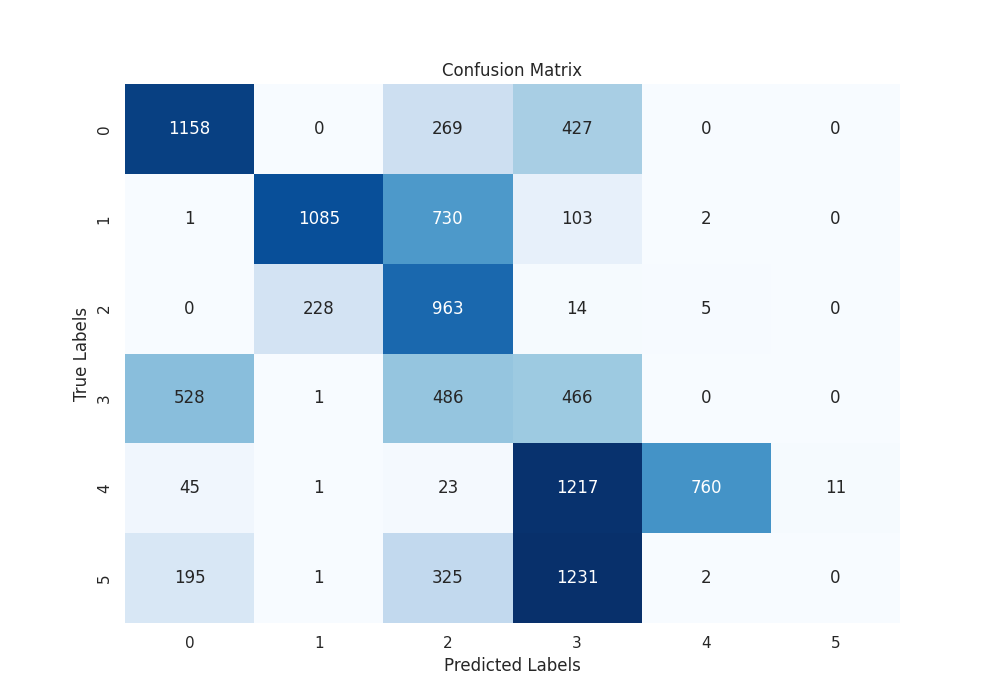 Confusion Matrix
0 1158 0 269 427 0 0
1 1 1085 730 103 2 0
2 0 228 963 14 5 0
3 528 1 486 466 0 0
4 45 1 23 1217 760 11
5 195 1 325 1231 2 0
0 1 2 3 4 5
True Labels
Predicted Labels